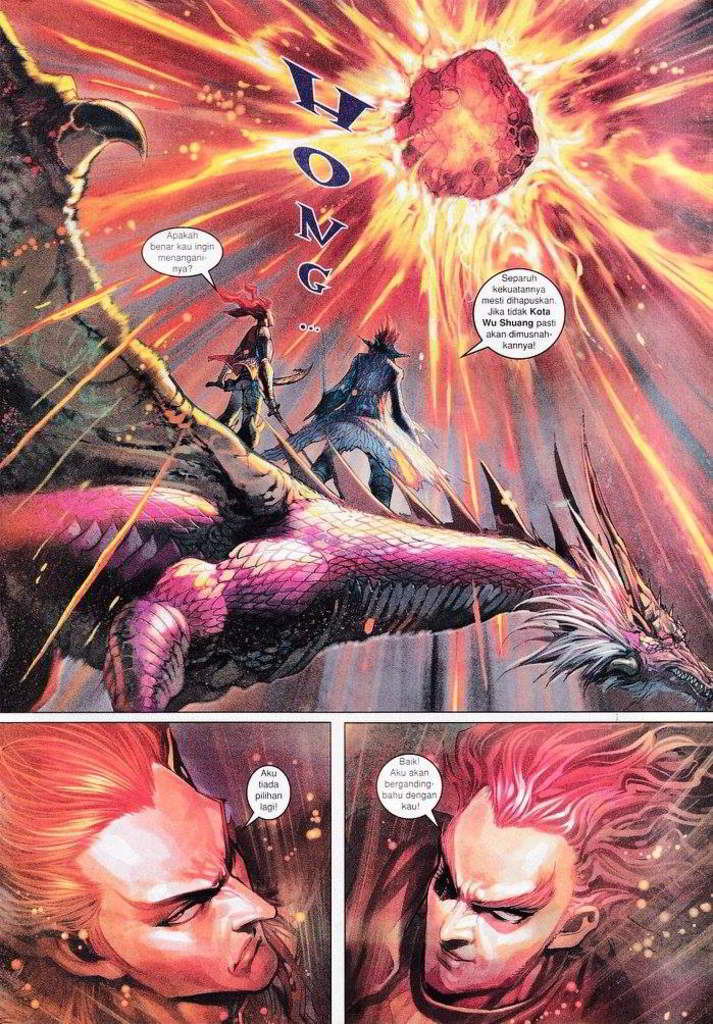 HONG...
Apakah
benar kau ingin
menangani-
nya?
Separuh
kekuatannya
mesti dihapuskan.
Jika tidak Kota
Wu Shuang pasti
akan dimusnah-
kannya!
Aku
tiada
pilihan
lagi!
Baik!
Aku akan
berganding-
bahu dengan
kau!